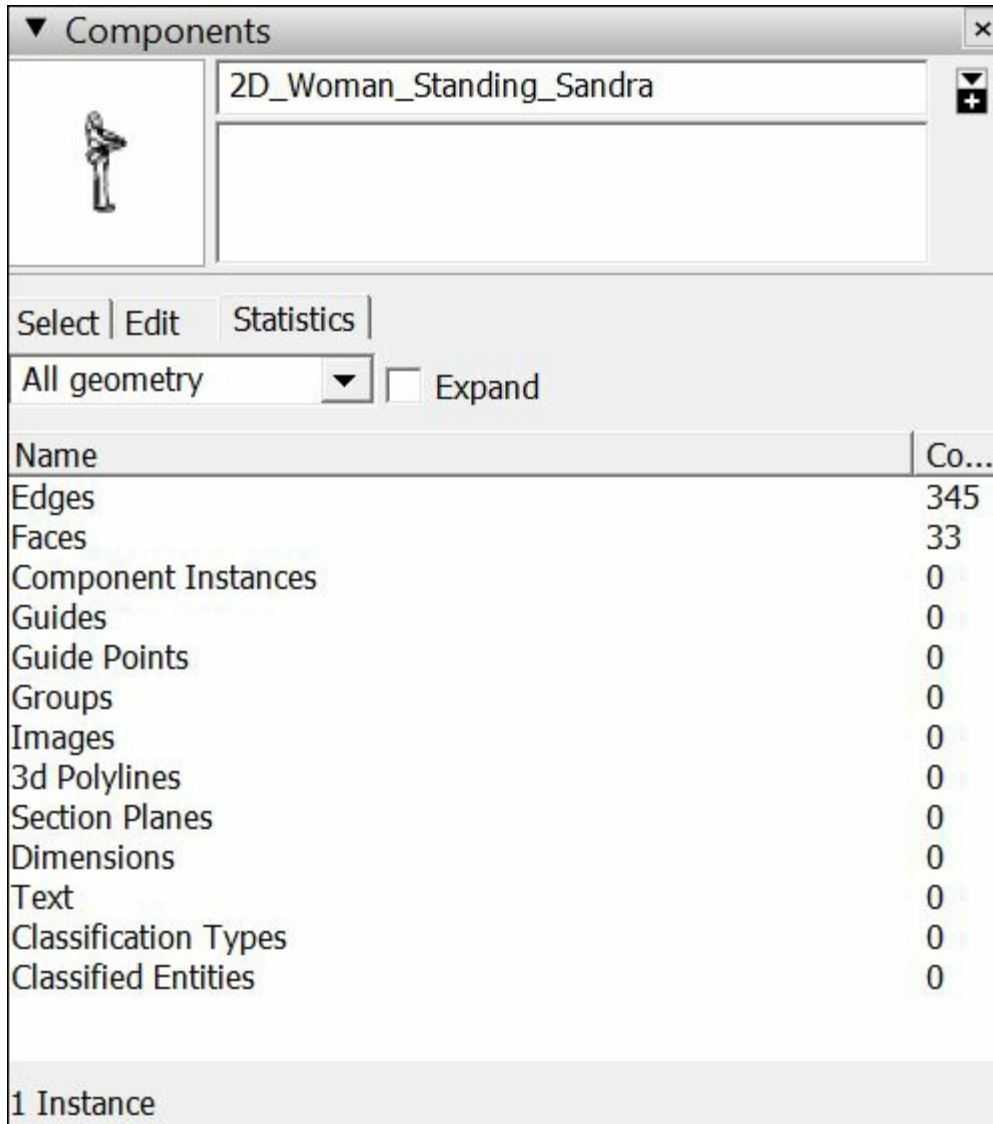 Components
2D_Woman_Standing_Sandra
Select Edit Statistics
All geometry Expand
Name Co...
Edges 345
Faces 33
Component Instances 0
Guides 0
Guide Points 0
Groups 0
Images 0
3d Polylines 0
Section Planes 0
Dimensions 0
Text 0
Classification Types 0
Classified Entities 0
1 Instance